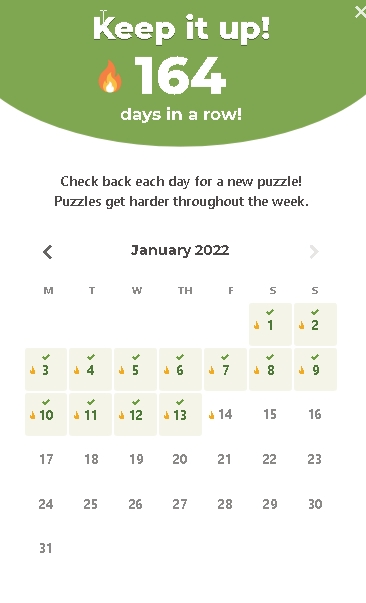 Keep it up!
164
days in a row!
Check back each day for a new puzzle!
Puzzles get harder throughout the week.
January 2022
M T W TH F S S
1 2
3 4 5 6 7 8 9
10 11 12 13 14 15 16
17 18 19 20 21 22 23
24 25 26 27 28 29 30
31